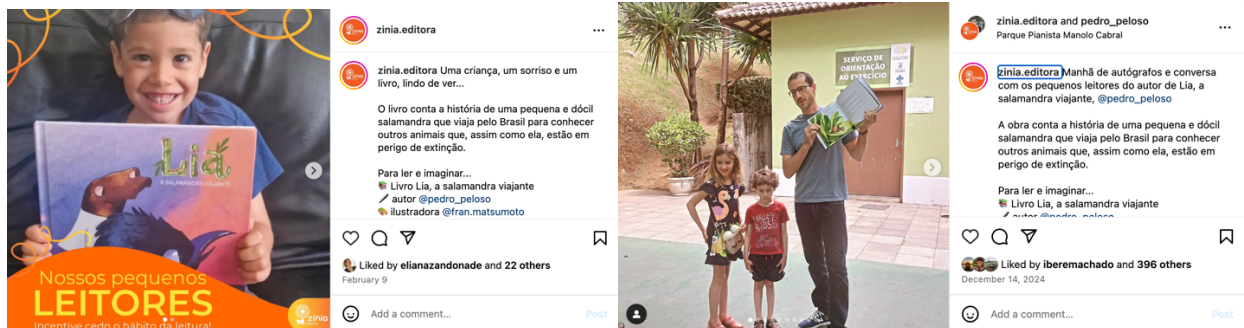 Lia
A SALAMANDRA VIAJANTE
Nossos pequenos
LEITORES
Incentive cedo o hábito da leitura!
zinia
zinia.editora
zinia.editora Uma criança, um sorriso e um
livro, lindo de ver...
O livro conta a história de uma pequena e dócil
salamandra que viaja pelo Brasil para conhecer
outros animais que, assim como ela, estão em
perigo de extinção.
Para ler e imaginar...
📚 Livro Lia, a salamandra viajante
🖋️ autor @pedro_peloso
🎨 ilustradora @fran.matsumoto
Liked by elianazandonade and 22 others
February 9
Add a comment...
Post
SERVIÇO DE
ORIENTAÇÃO
AO EXERCÍCIO
zinia.editora and pedro_peloso
Parque Pianista Manolo Cabral
zinia.editora Manhã de autógrafos e conversa
com os pequenos leitores do autor de Lia, a
salamandra viajante, @pedro_peloso
A obra conta a história de uma pequena e dócil
salamandra que viaja pelo Brasil para conhecer
outros animais que, assim como ela, estão em
perigo de extinção.
Para ler e imaginar...
📚 Livro Lia, a salamandra viajante
🖋️ autor @pedro_peloso
Liked by iberemachado and 396 others
December 14, 2024
Add a comment...
Post